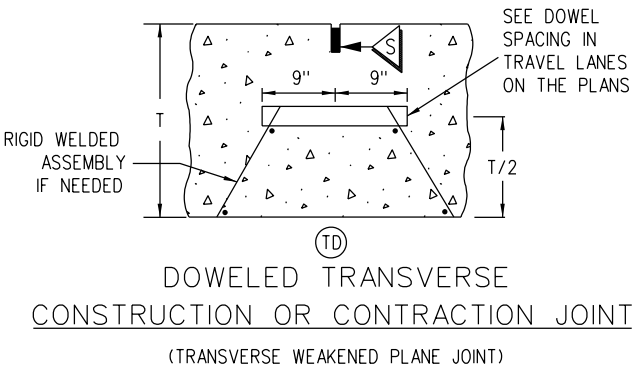 SEE DOWEL
SPACING IN
TRAVEL LANES
ON THE PLANS
S
9" 9"
T
RIGID WELDED
ASSEMBLY
IF NEEDED
T/2
TD
DOWELED TRANSVERSE
CONSTRUCTION OR CONTRACTION JOINT
(TRANSVERSE WEAKENED PLANE JOINT)